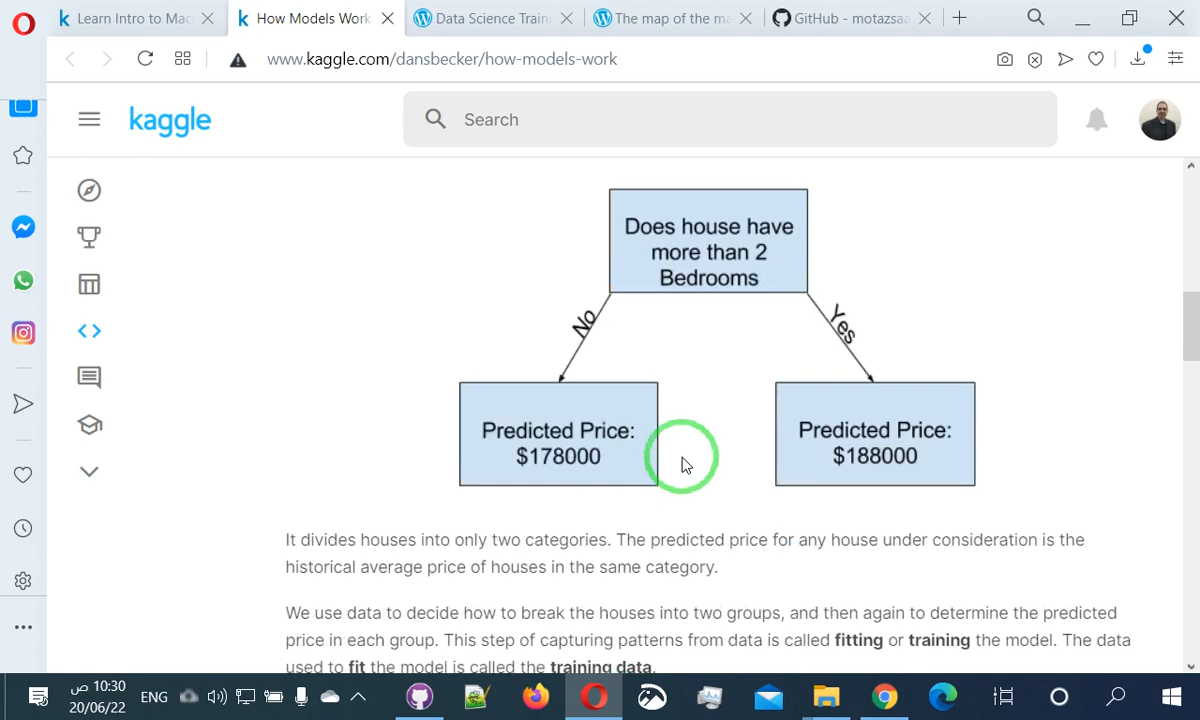 Learn Intro to Mac
How Models Work
Data Science Train
The map of the ma
GitHub - motazsaa
www.kaggle.com/dansbecker/how-models-work
kaggle
Search
Does house have
more than 2
Bedrooms
No
Yes
Predicted Price:
$178000
Predicted Price:
$188000
It divides houses into only two categories. The predicted price for any house under consideration is the
historical average price of houses in the same category.
We use data to decide how to break the houses into two groups, and then again to determine the predicted
price in each group. This step of capturing patterns from data is called fitting or training the model. The data
used to fit the model is called the training data.
10:30 ص
20/06/22
ENG